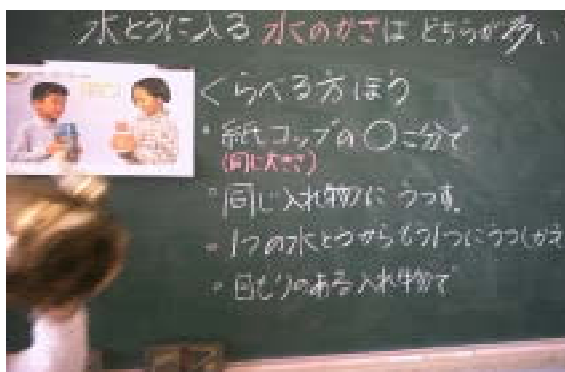 水とうに入る 水のかさは どちらが多い
くらべる方ほう
・紙コップの○こ分で
(同じ大きさ)
・同じ入れ物に うつす。
・1つの水とうからもう1つにうつしかえ
・目もりのある入れ物で